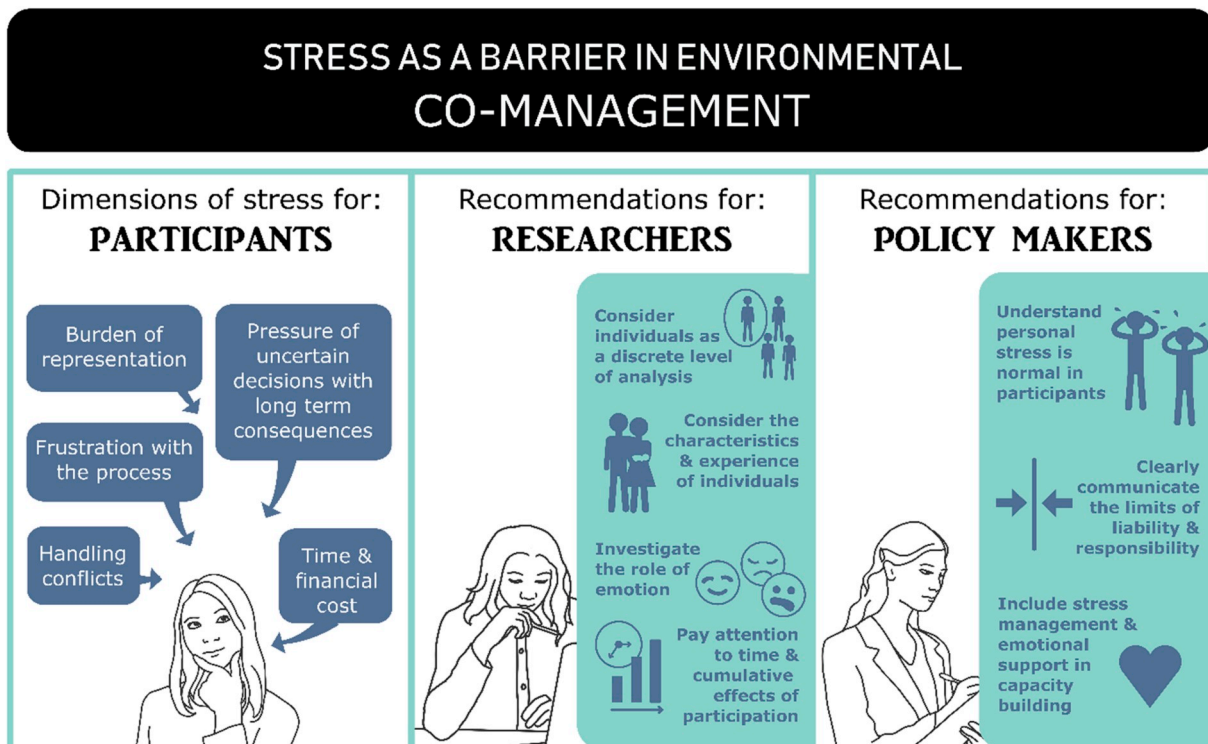 STRESS AS A BARRIER IN ENVIRONMENTAL
CO-MANAGEMENT
Dimensions of stress for:
PARTICIPANTS
Burden of
representation
Pressure of
uncertain
decisions with
long term
consequences
Frustration with
the process
Handling
conflicts
Time &
financial
cost
Recommendations for:
RESEARCHERS
Consider
individuals as
a discrete level
of analysis
Consider the
characteristics
& experience
of individuals
Investigate
the role of
emotion
Pay attention
to time &
cumulative
effects of
participation
Recommendations for:
POLICY MAKERS
Understand
personal
stress is
normal in
participants
Clearly
communicate
the limits of
liability &
responsibility
Include stress
management &
emotional
support in
capacity
building